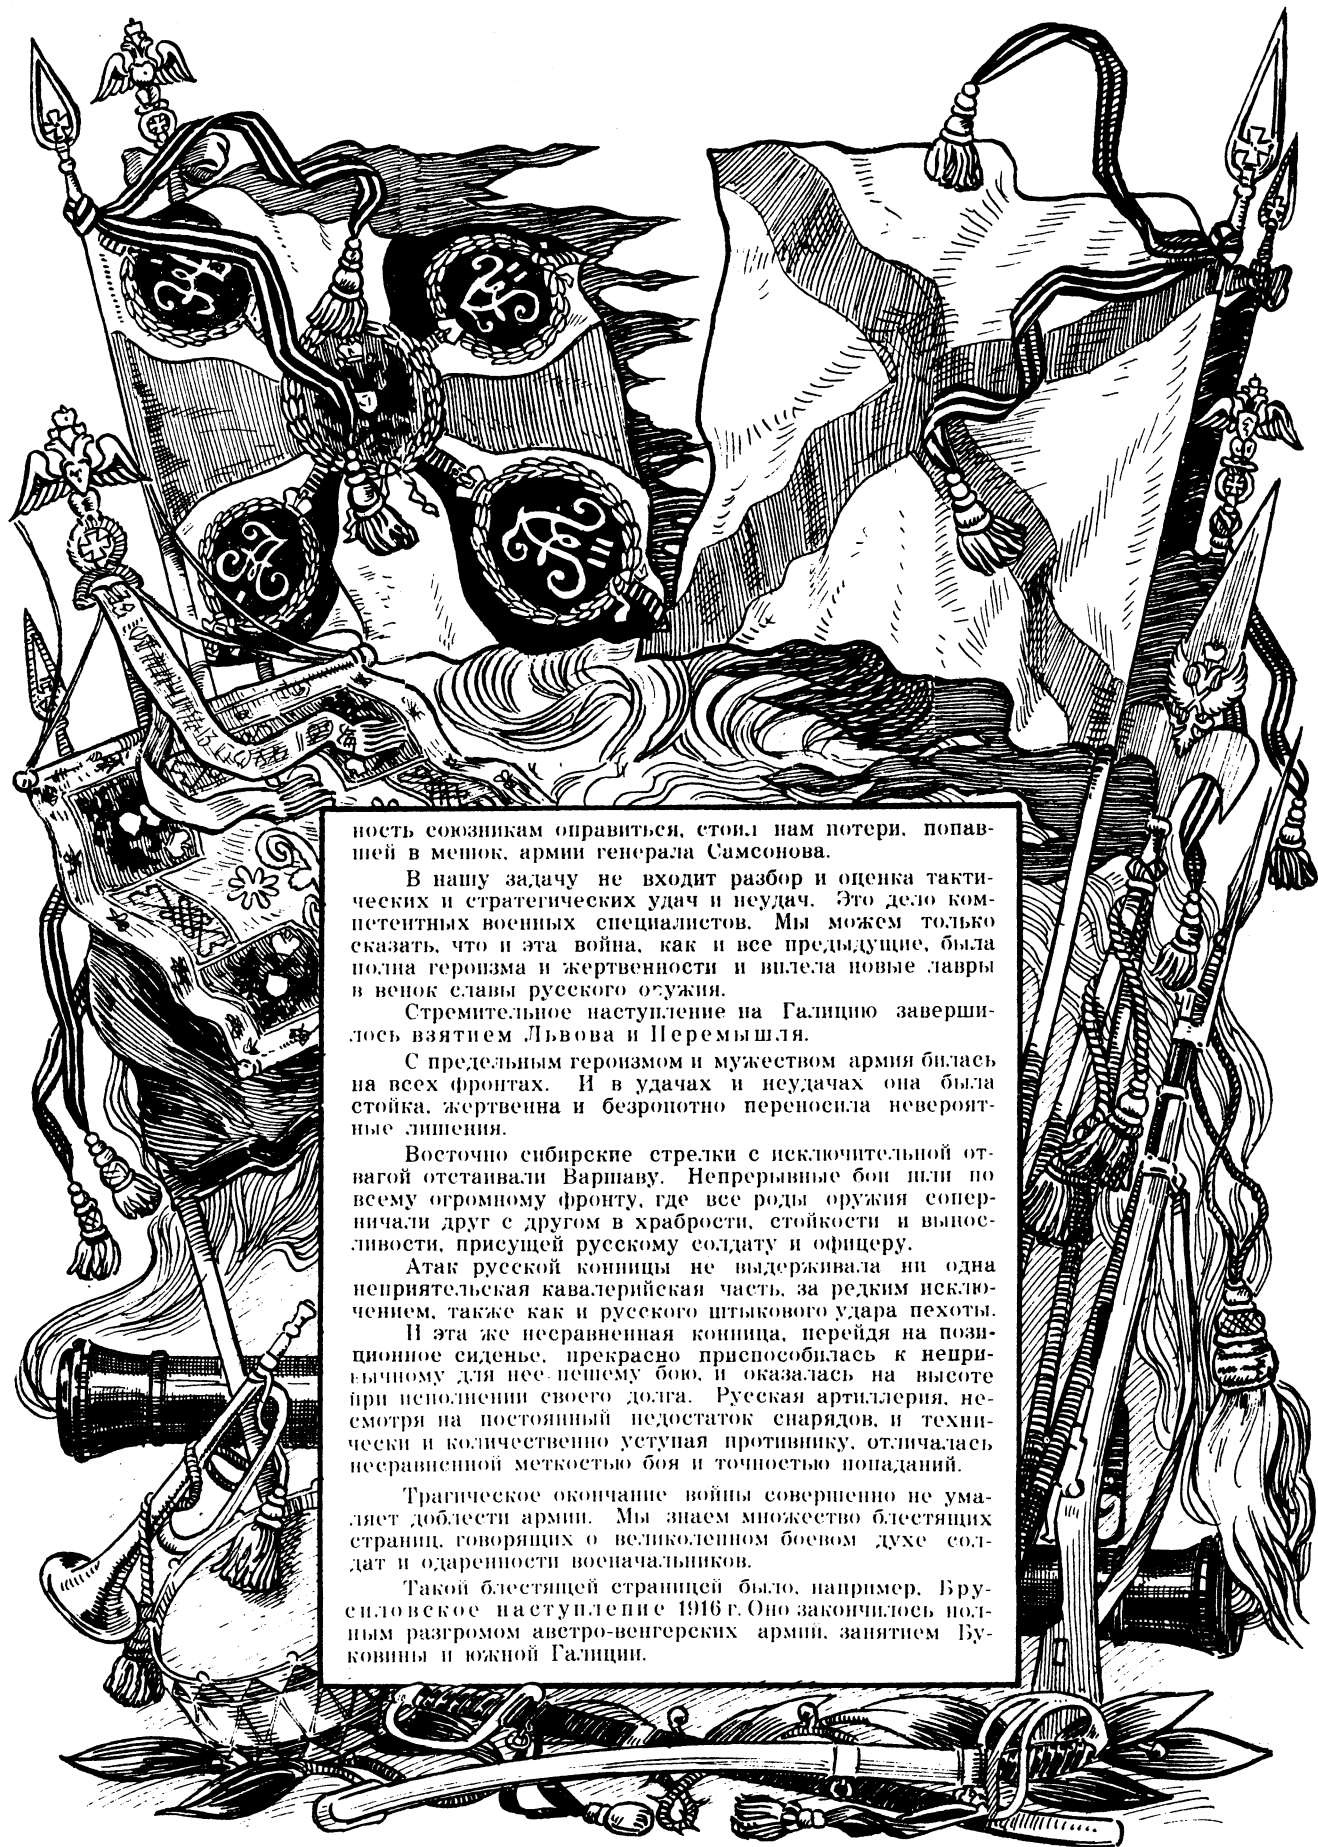 ность союзникам оправиться, стоил нам потери, попав-
шей в мешок, армии генерала Самсонова.
В нашу задачу не входит разбор и оценка такти-
ческих и стратегических удач и неудач. Это дело ком-
петентных военных специалистов. Мы можем только
сказать, что и эта война, как и все предыдущие, была
полна героизма и жертвенности и вплела новые лавры
в венок славы русского оружия.
Стремительное наступление на Галицию заверши-
лось взятием Львова и Перемышля.
С предельным героизмом и мужеством армия билась
на всех фронтах. И в удачах и неудачах она была
стойка, жертвенна и безропотно переносила невероят-
ные лишения.
Восточно сибирские стрелки с исключительной от-
вагой отстаивали Варшаву. Непрерывные бои шли по
всему огромному фронту, где все роды оружия сопер-
ничали друг с другом в храбрости, стойкости и вынос-
ливости, присущей русскому солдату и офицеру.
Атак русской конницы не выдерживала ни одна
неприятельская кавалерийская часть, за редким исклю-
чением, также как и русского штыкового удара пехоты.
И эта же несравненная конница, перейдя на пози-
ционное сиденье, прекрасно приспособилась к непри-
вычному для нее пешему бою, и оказалась на высоте
при исполнении своего долга. Русская артиллерия, не-
смотря на постоянный недостаток снарядов, и техни-
чески и количественно уступая противнику, отличалась
несравненной меткостью боя и точностью попаданий.
Трагическое окончание войны совершенно не ума-
ляет доблести армии. Мы знаем множество блестящих
страниц, говорящих о великолепном боевом духе сол-
дат и одаренности военачальников.
Такой блестящей страницей было, например, Бру-
силовское наступление 1916 г. Оно закончилось пол-
ным разгромом австро-венгерских армий, занятием Бу-
ковины и южной Галиции.